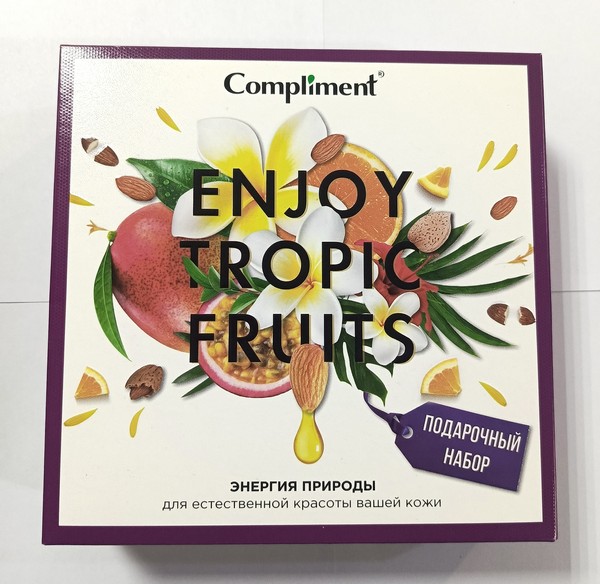 Compliment®
ENJOY
TROPIC
FRUITS
ПОДАРОЧНЫЙ
НАБОР
ЭНЕРГИЯ ПРИРОДЫ
для естественной красоты вашей кожи